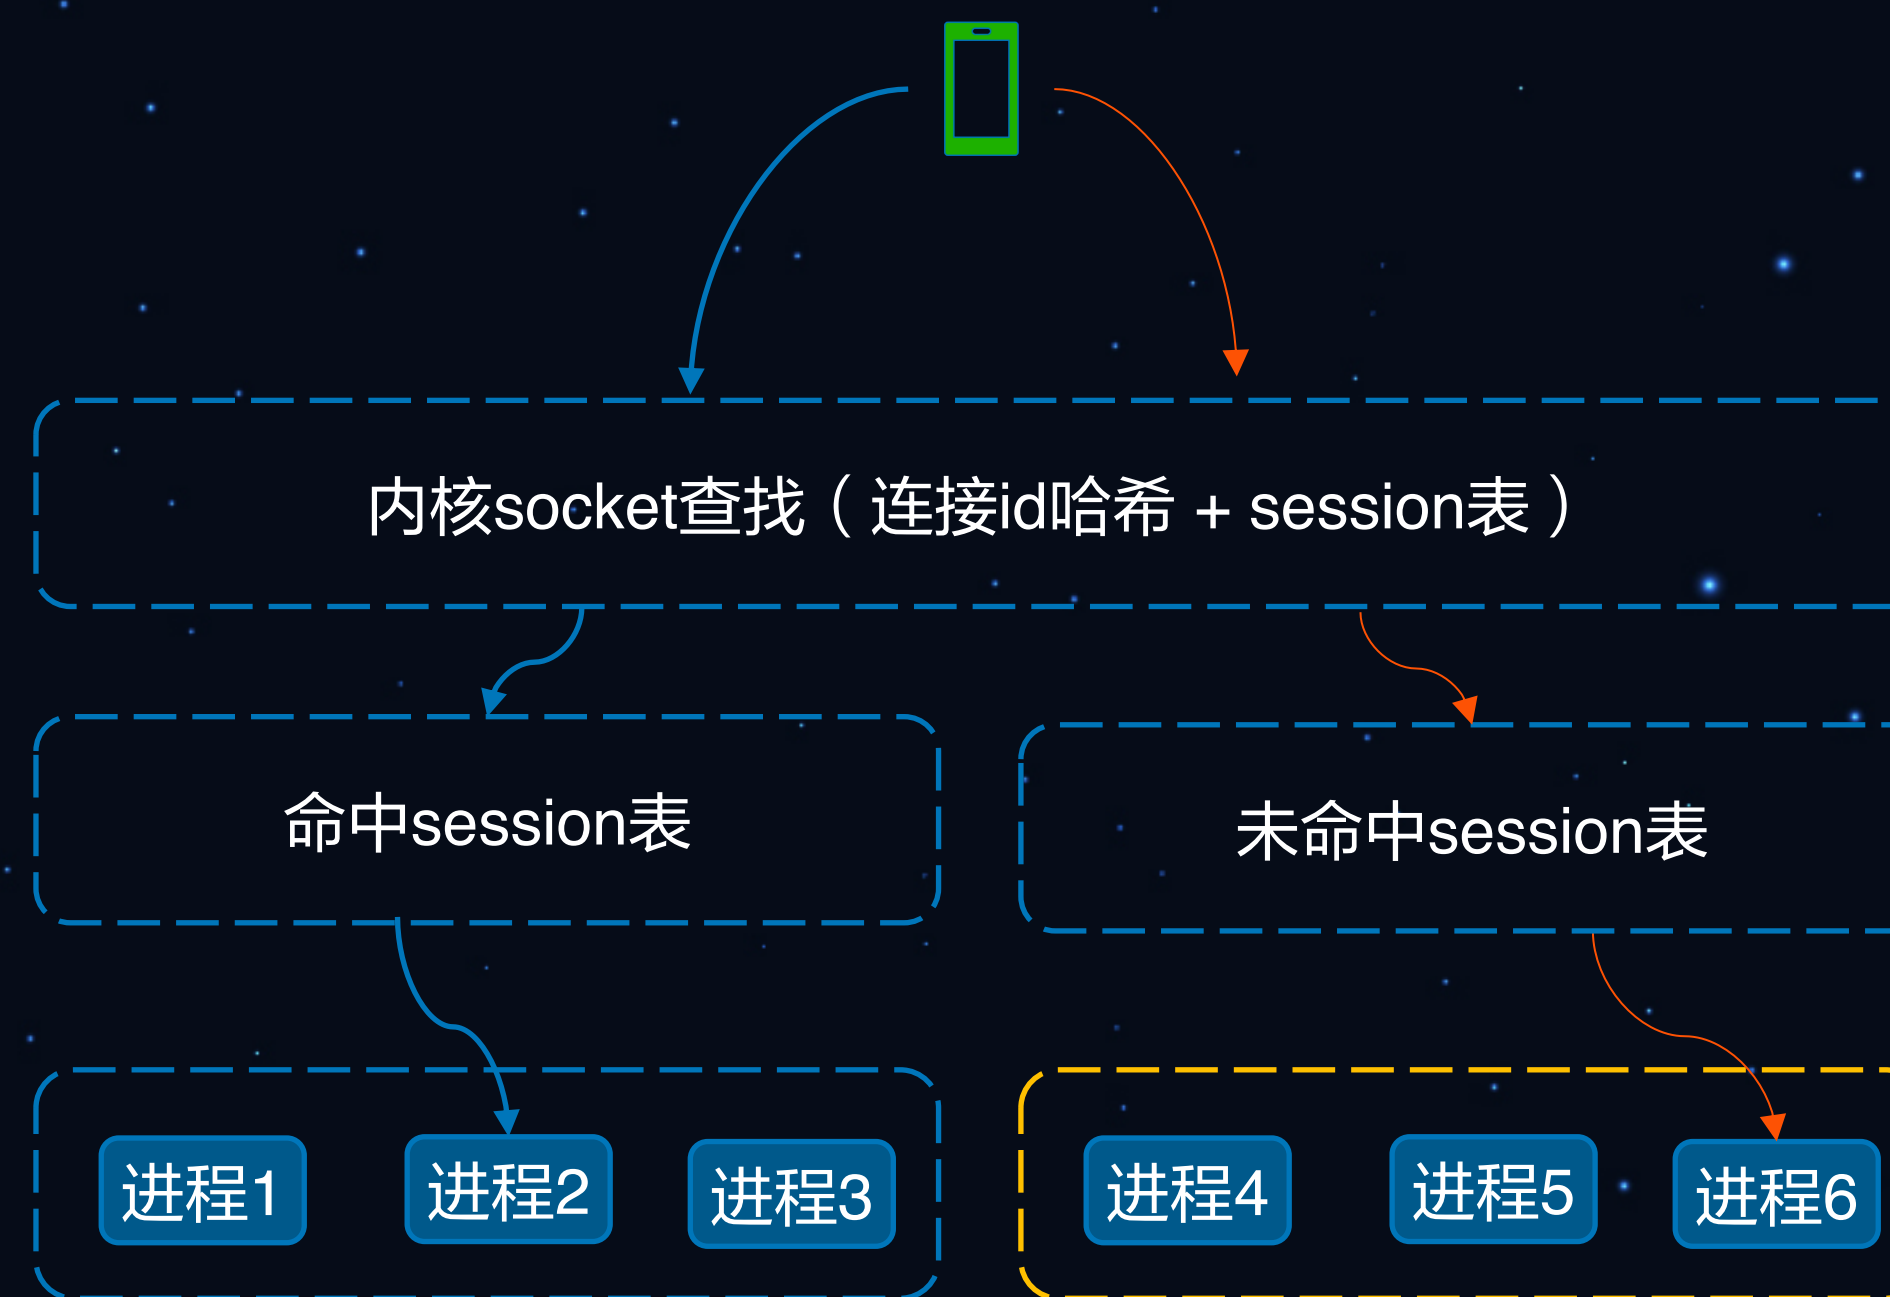 内核socket查找（连接id哈希 + session表）
命中session表
未命中session表
进程1
进程2
进程3
进程4
进程5
进程6